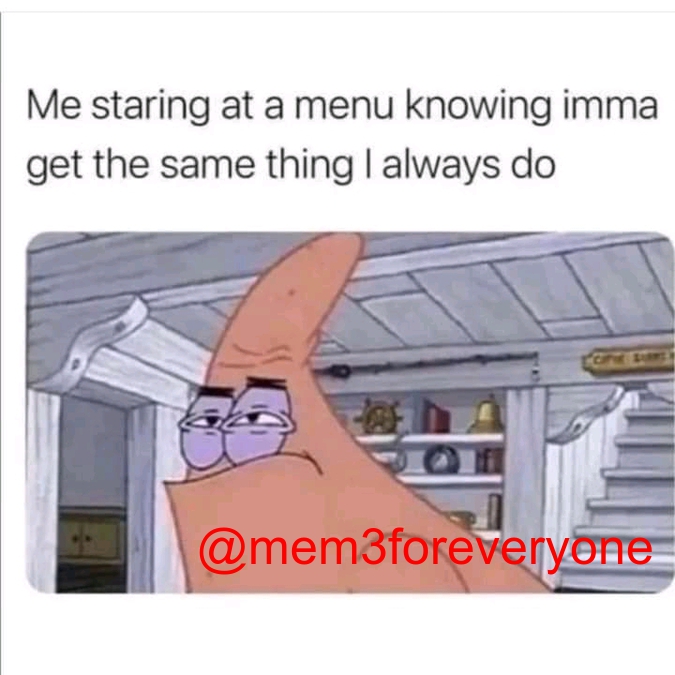 Me staring at a menu knowing imma
get the same thing I always do
@mem3foreveryone